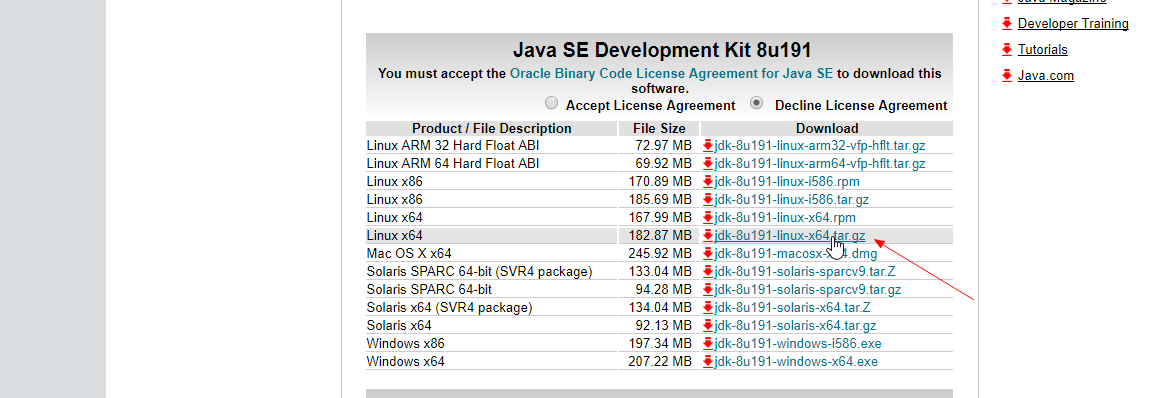 Java Magazine
Developer Training
Tutorials
Java.com
Java SE Development Kit 8u191
You must accept the Oracle Binary Code License Agreement for Java SE to download this
software.
Accept License Agreement Decline License Agreement
Product / File Description File Size Download
Linux ARM 32 Hard Float ABI 72.97 MB jdk-8u191-linux-arm32-vfp-hflt.tar.gz
Linux ARM 64 Hard Float ABI 69.92 MB jdk-8u191-linux-arm64-vfp-hflt.tar.gz
Linux x86 170.89 MB jdk-8u191-linux-i586.rpm
Linux x86 185.69 MB jdk-8u191-linux-i586.tar.gz
Linux x64 167.99 MB jdk-8u191-linux-x64.rpm
Linux x64 182.87 MB jdk-8u191-linux-x64.tar.gz
Mac OS X x64 245.92 MB jdk-8u191-macosx-x64.dmg
Solaris SPARC 64-bit (SVR4 package) 133.04 MB jdk-8u191-solaris-sparcv9.tar.Z
Solaris SPARC 64-bit 94.28 MB jdk-8u191-solaris-sparcv9.tar.gz
Solaris x64 (SVR4 package) 134.04 MB jdk-8u191-solaris-x64.tar.Z
Solaris x64 92.13 MB jdk-8u191-solaris-x64.tar.gz
Windows x86 197.34 MB jdk-8u191-windows-i586.exe
Windows x64 207.22 MB jdk-8u191-windows-x64.exe